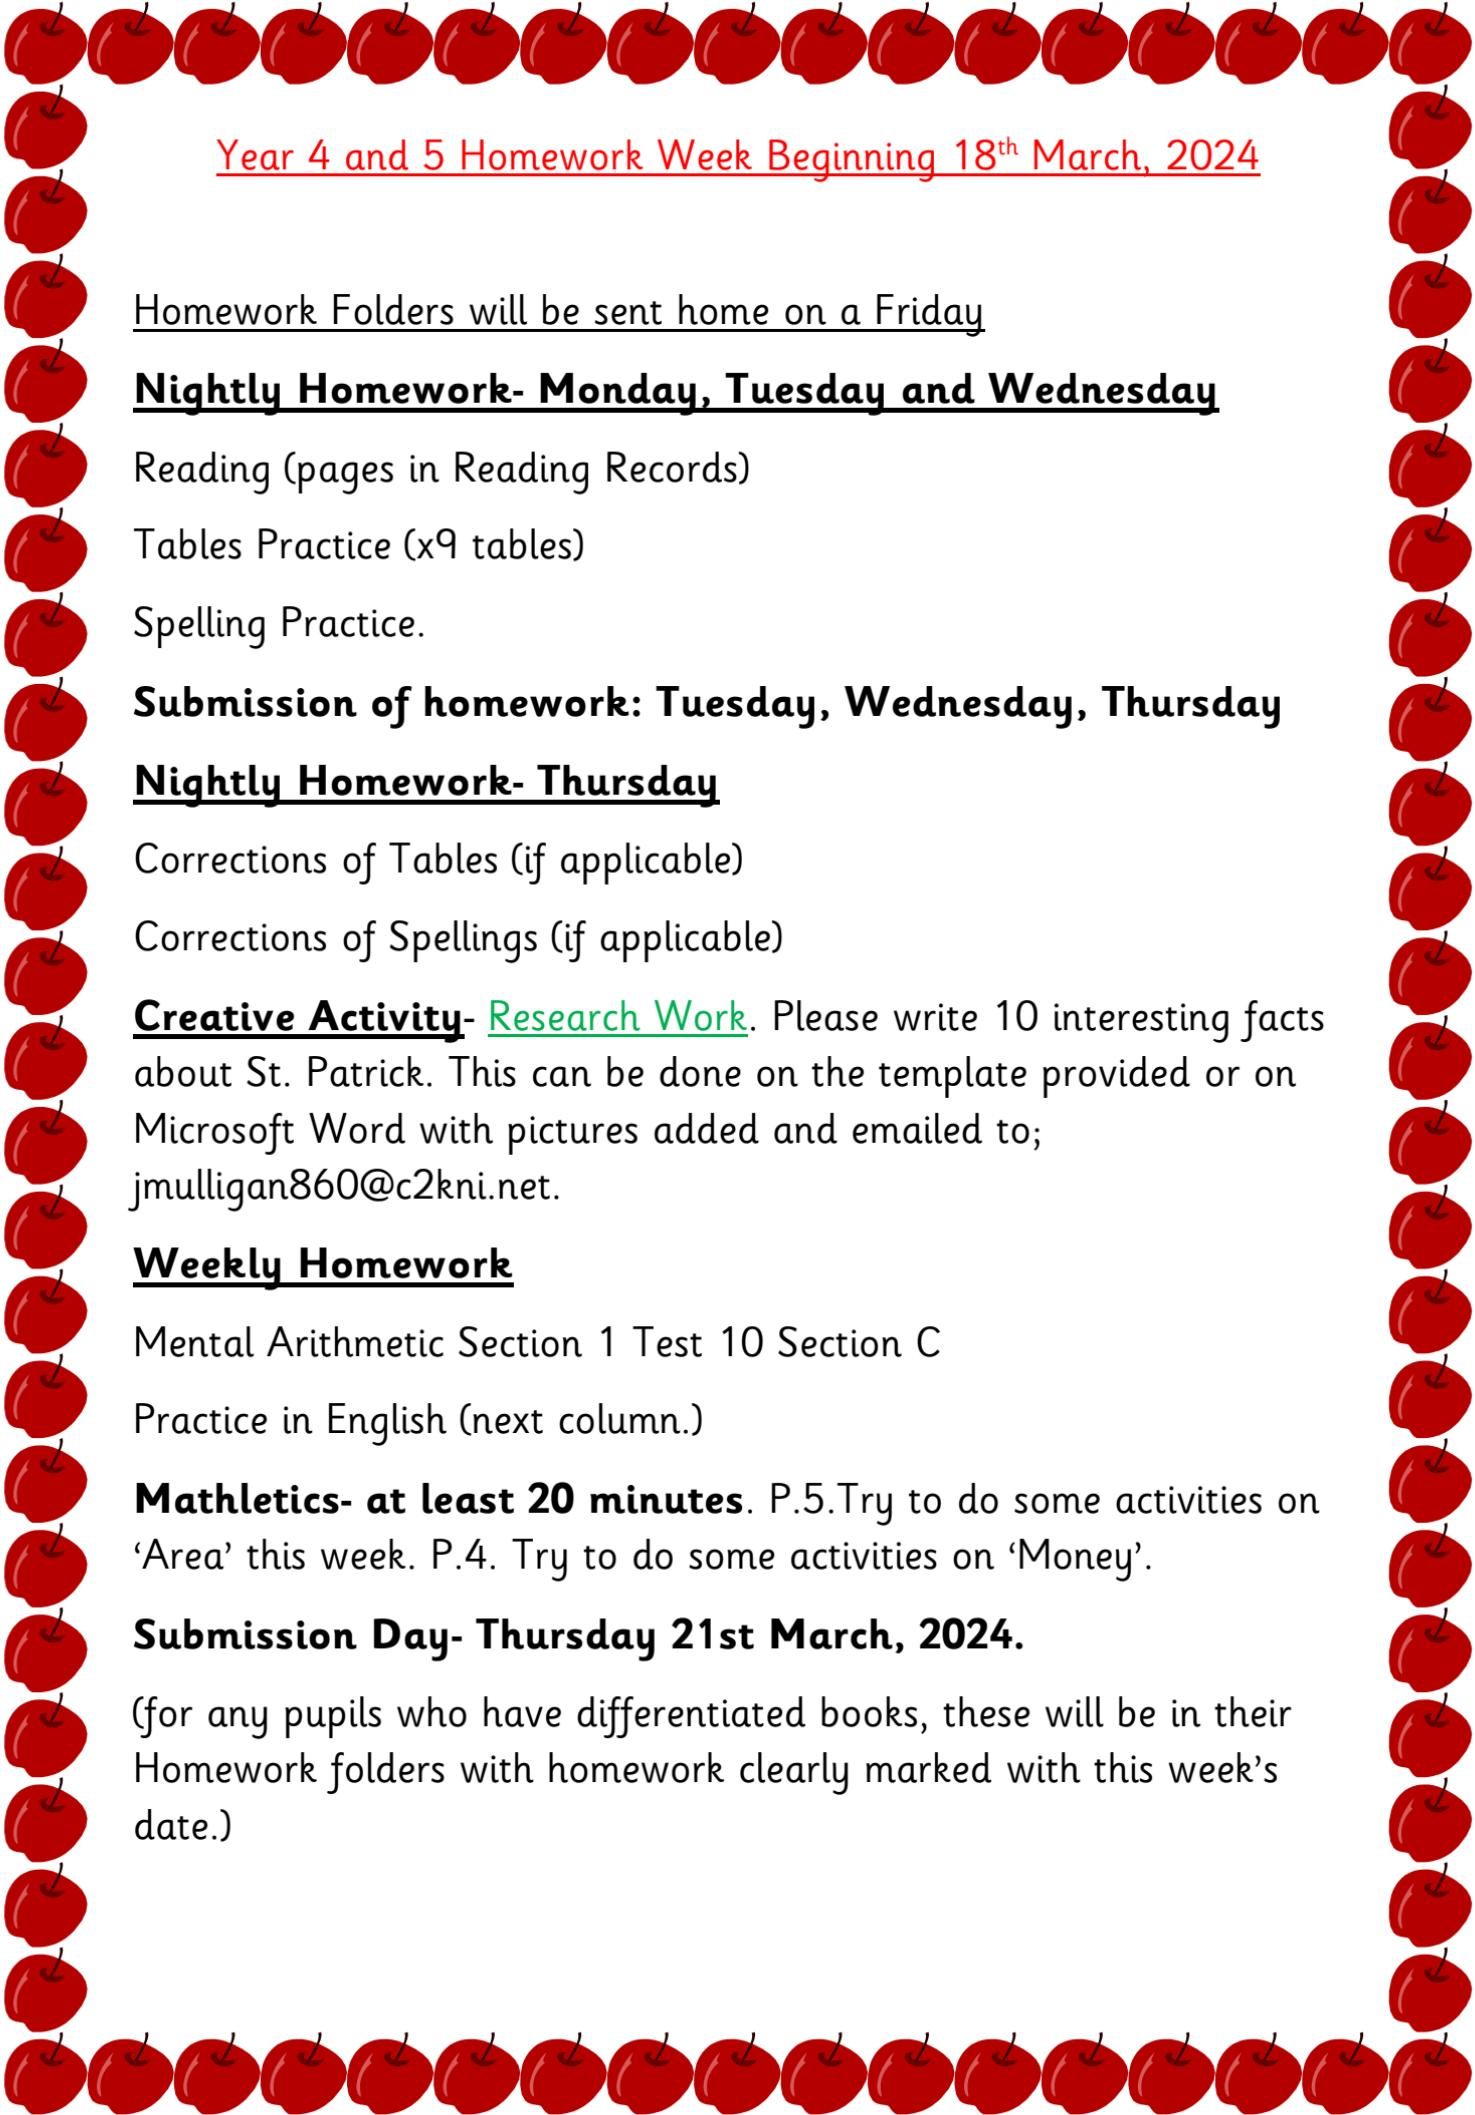 Year 4 and 5 Homework Week Beginning 18th March, 2024
Homework Folders will be sent home on a Friday
Nightly Homework- Monday, Tuesday and Wednesday
Reading (pages in Reading Records)
Tables Practice (x9 tables)
Spelling Practice.
Submission of homework: Tuesday, Wednesday, Thursday
Nightly Homework- Thursday
Corrections of Tables (if applicable)
Corrections of Spellings (if applicable)
Creative Activity- Research Work. Please write 10 interesting facts
about St. Patrick. This can be done on the template provided or on
Microsoft Word with pictures added and emailed to;
jmulligan860@c2kni.net.
Weekly Homework
Mental Arithmetic Section 1 Test 10 Section C
Practice in English (next column.)
Mathletics- at least 20 minutes. P.5.Try to do some activities on
‘Area’ this week. P.4. Try to do some activities on ‘Money’.
Submission Day- Thursday 21st March, 2024.
(for any pupils who have differentiated books, these will be in their
Homework folders with homework clearly marked with this week’s
date.)